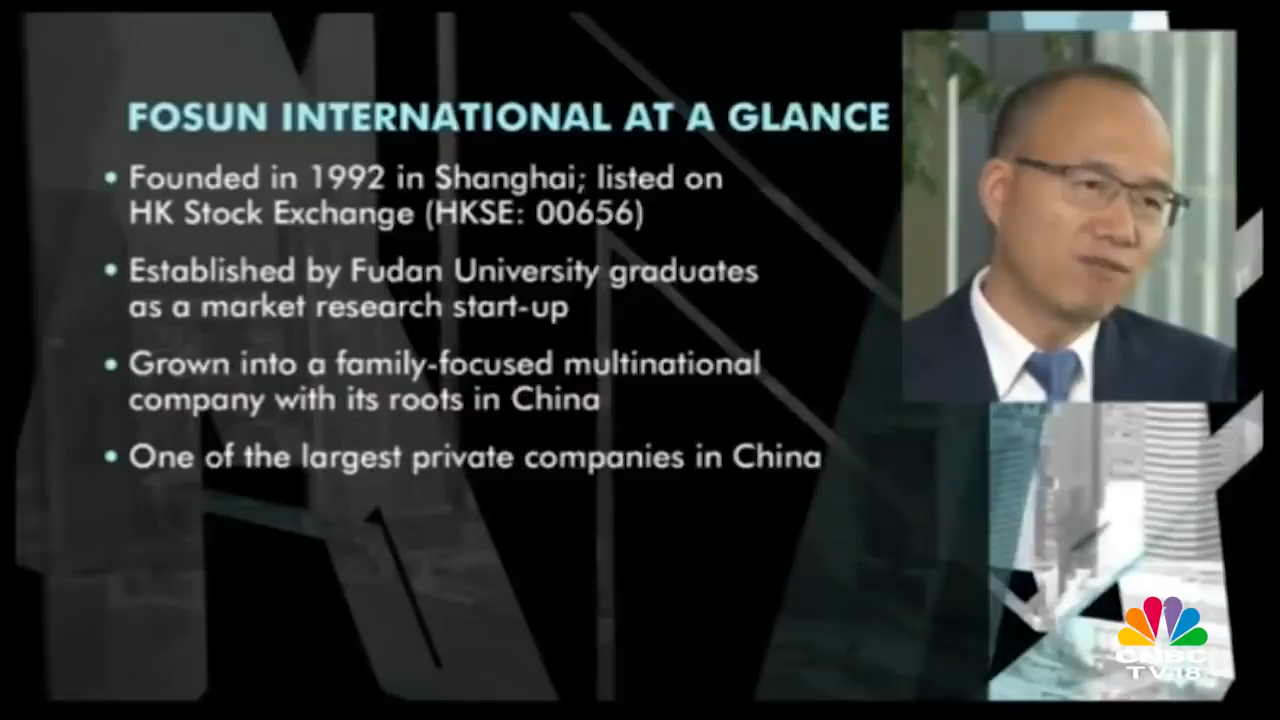 FOSUN INTERNATIONAL AT A GLANCE
• Founded in 1992 in Shanghai; listed on
HK Stock Exchange (HKSE: 00656)
• Established by Fudan University graduates
as a market research start-up
• Grown into a family-focused multinational
company with its roots in China
• One of the largest private companies in China
CNBC
TV18